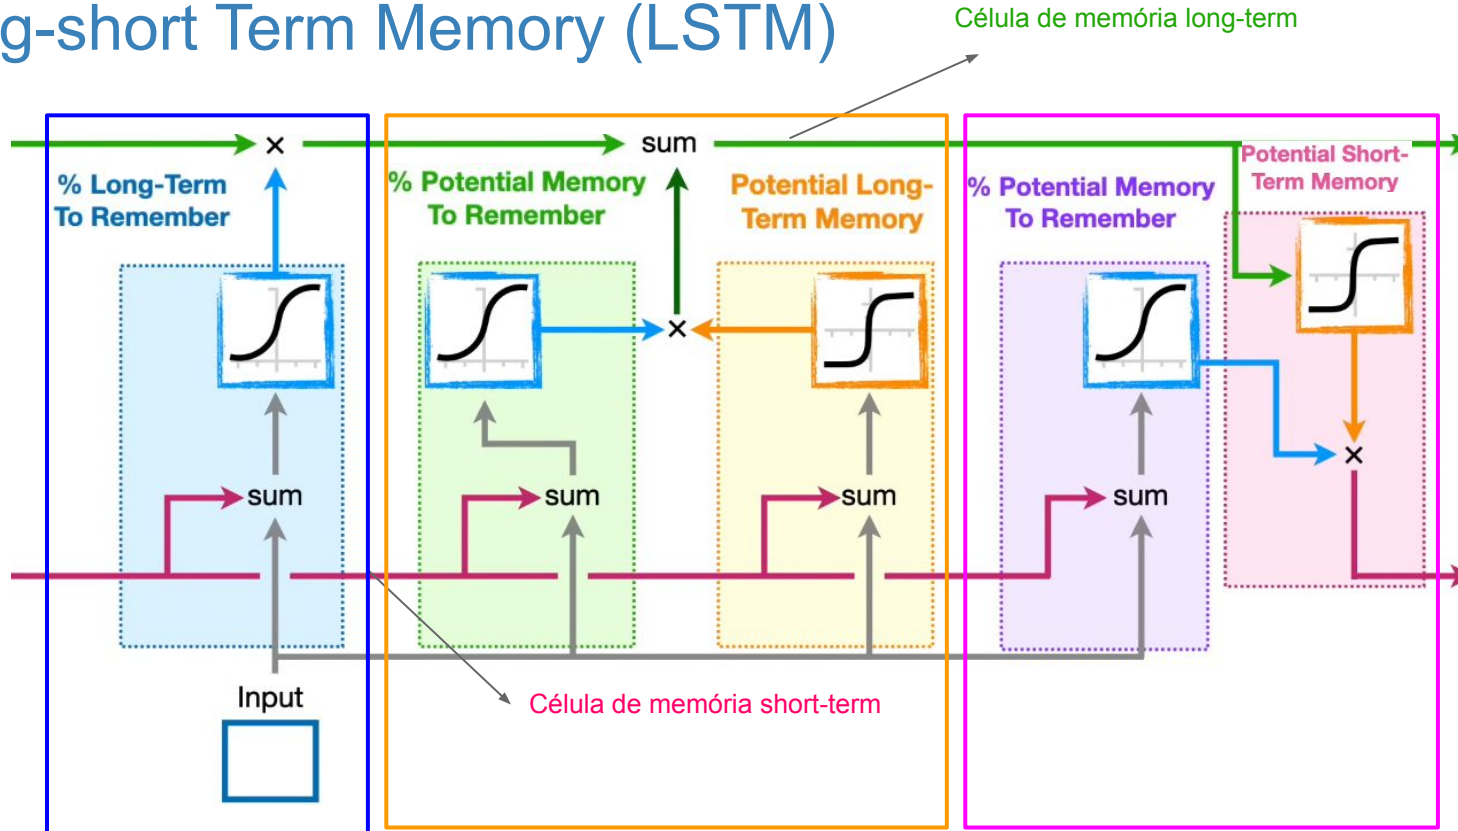 g-short Term Memory (LSTM)
Célula de memória long-term
×
sum
% Long-Term
To Remember
% Potential Memory
To Remember
Potential Long-
Term Memory
% Potential Memory
To Remember
Potential Short-
Term Memory
×
×
sum
sum
sum
sum
Input
Célula de memória short-term